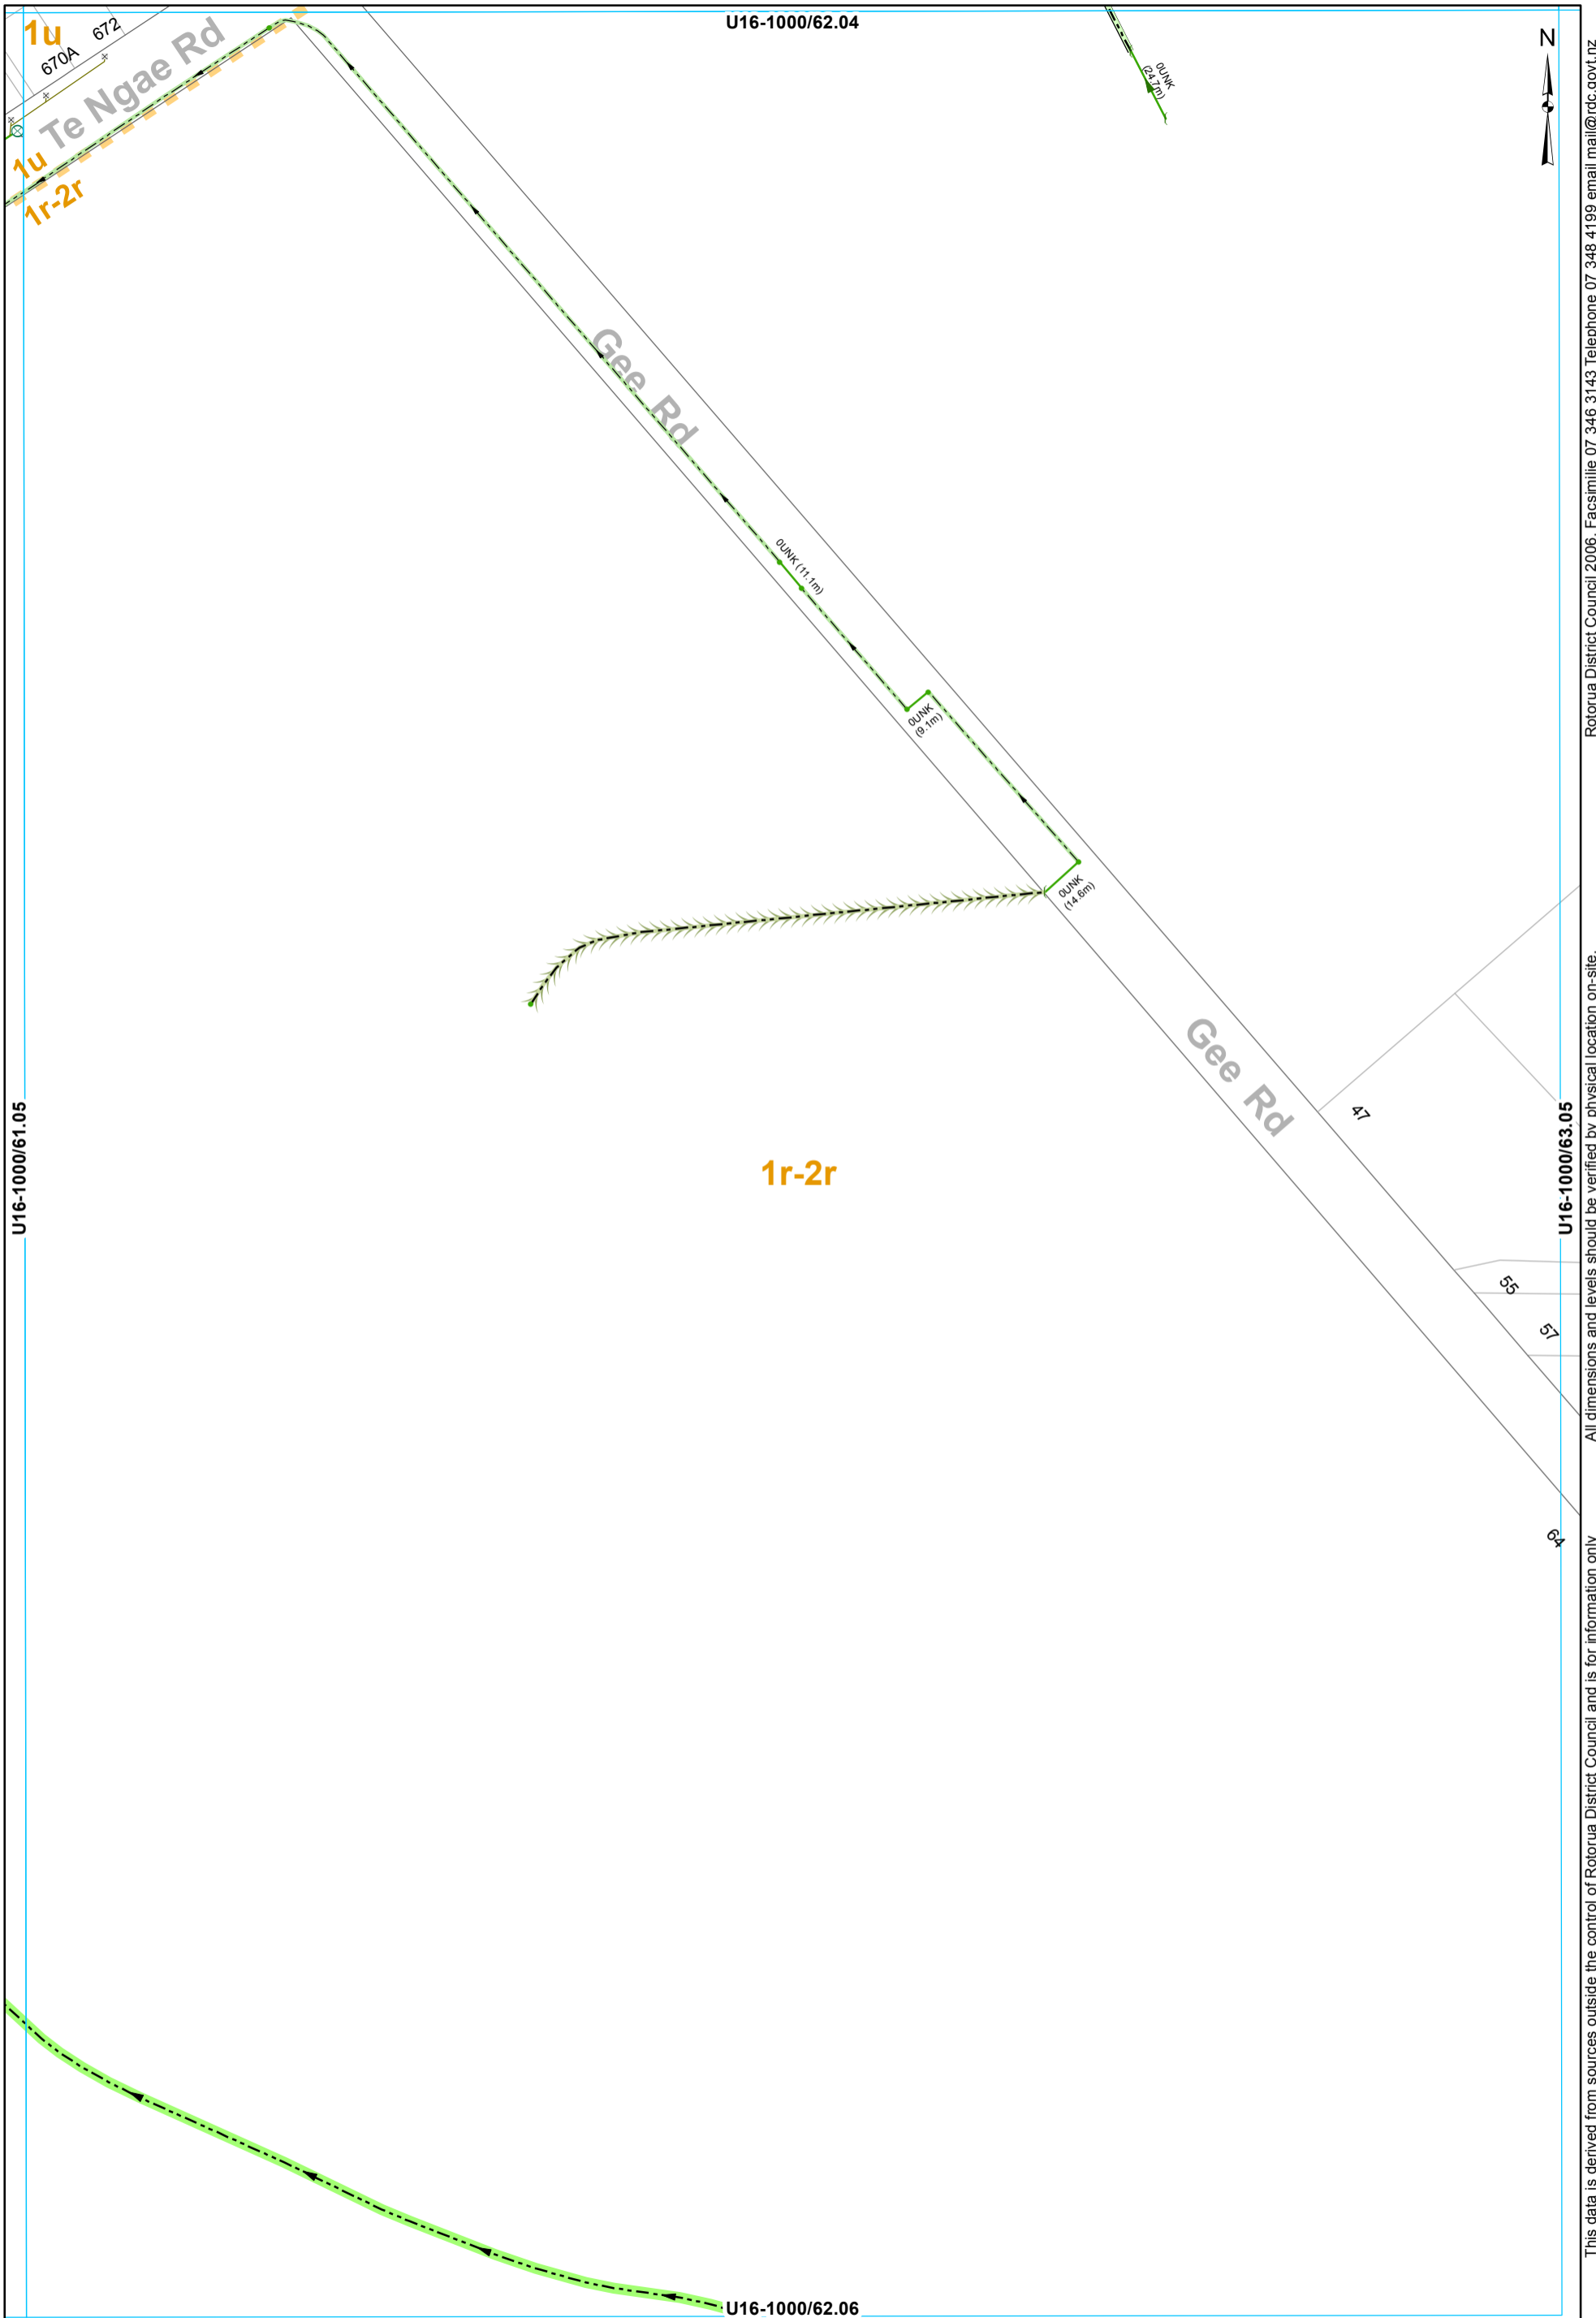 U16-1000/62.04
1u
670A
672
Te Ngae Rd
1u
1r-2r
0UNK
(24.7m)
N
Gee Rd
0UNK (11.1m)
0UNK
(9.1m)
0UNK
(14.6m)
Gee Rd
47
U16-1000/61.05
U16-1000/63.05
1r-2r
55
57
64
U16-1000/62.06
This data is derived from sources outside the control of Rotorua District Council and is for information only
All dimensions and levels should be verified by physical location on-site.
Rotorua District Council 2006. Facsimilie 07 346 3143 Telephone 07 348 4199 email mail@rdc.govt.nz